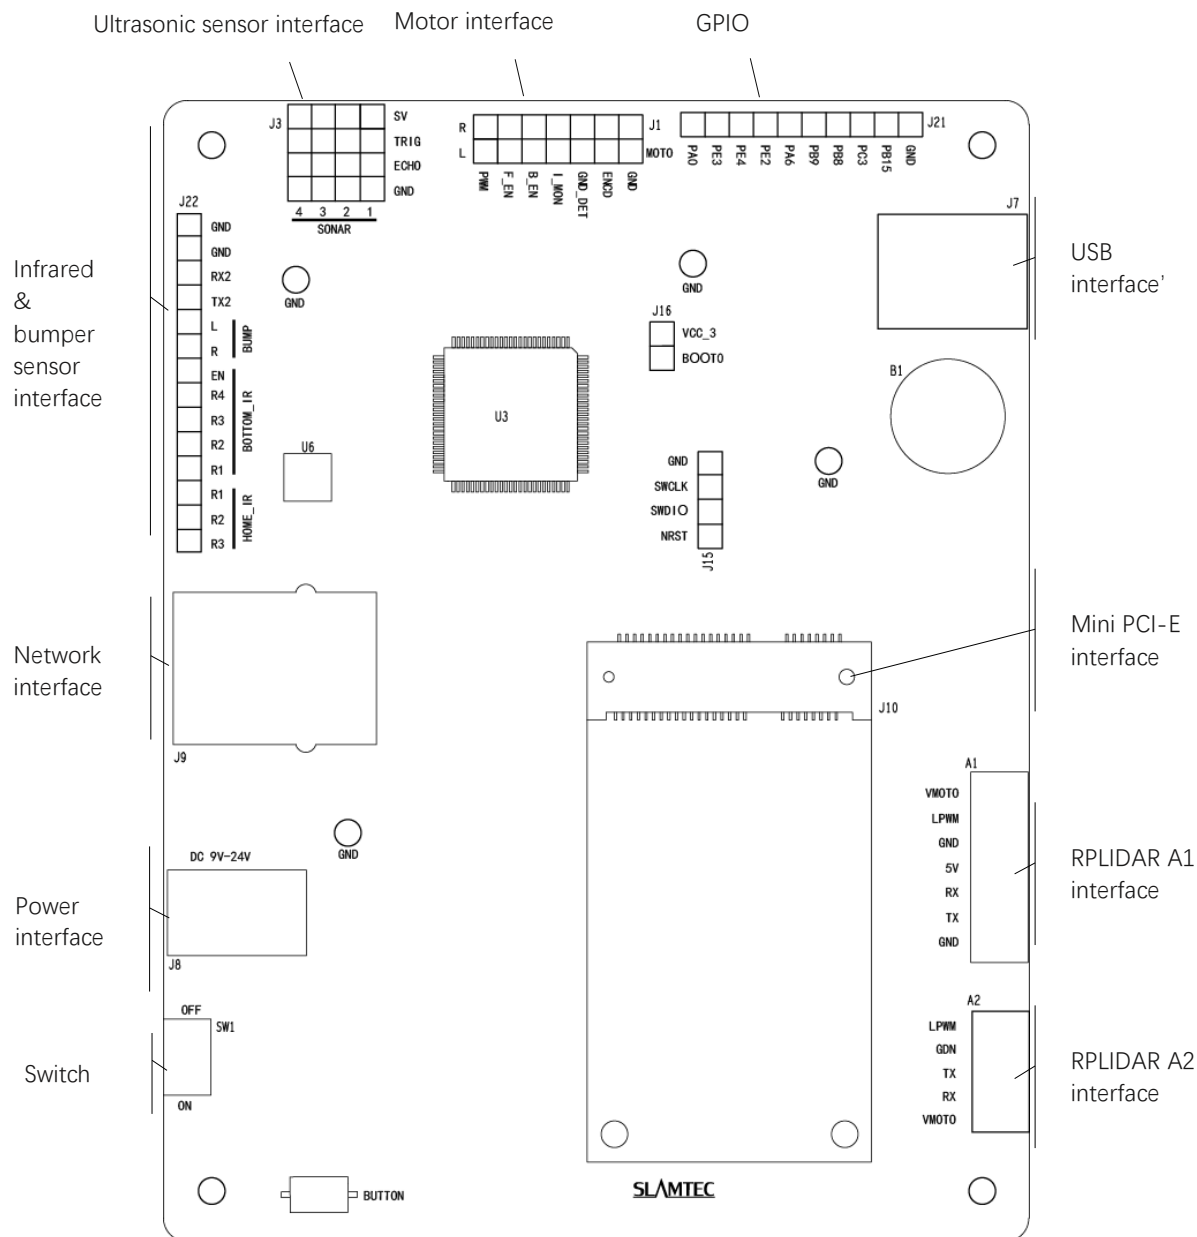 Ultrasonic sensor interface
Motor interface
GPIO
J3
SV
TRIG
ECHO
GND
4 3 2 1
SONAR
R
L
J1
MOTO
PWM
F_EN
B_EN
I_MON
GND_DET
ENCD
GND
J21
PA0
PE3
PE4
PE2
PA6
PB9
PB8
PC3
PB15
GND
J22
GND
GND
RX2
TX2
L
R
BUMP
EN
R4
R3
R2
R1
BOTTOM_IR
R1
R2
R3
HOME_IR
Infrared
&
bumper
sensor
interface
GND
GND
J7
USB
interface'
J16
VCC_3
BOOT0
B1
U3
U6
GND
GND
SWCLK
SWDIO
NRST
J15
Network
interface
J9
Mini PCI-E
interface
J10
GND
DC 9V-24V
Power
interface
J8
A1
VMOTO
LPWM
GND
5V
RX
TX
GND
RPLIDAR A1
interface
OFF
SW1
Switch
ON
A2
LPWM
GDN
TX
RX
VMOTO
RPLIDAR A2
interface
BUTTON
SLAMTEC